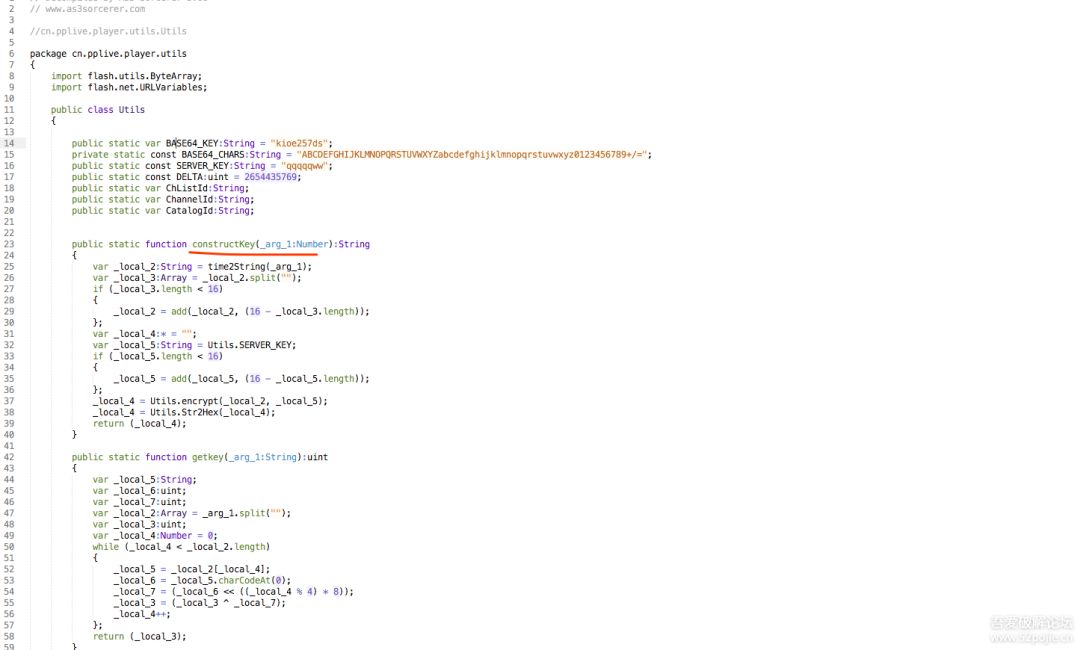 2 // www.as3sorcerer.com
3
4 //cn.pplive.player.utils.Utils
5
6 package cn.pplive.player.utils
7 {
8 import flash.utils.ByteArray;
9 import flash.net.URLVariables;
10
11 public class Utils
12 {
13
14 public static var BASE64_KEY:String = "kioe257ds";
15 private static const BASE64_CHARS:String = "ABCDEFGHIJKLMNOPQRSTUVWXYZabcdefghijklmnopqrstuvwxyz0123456789+/=";
16 public static const SERVER_KEY:String = "qqqqqww";
17 public static const DELTA:uint = 2654435769;
18 public static var ChListId:String;
19 public static var ChannelId:String;
20 public static var CatalogId:String;
21
22
23 public static function constructKey(_arg_1:Number):String
24 {
25 var _local_2:String = time2String(_arg_1);
26 var _local_3:Array = _local_2.split("");
27 if (_local_3.length < 16)
28 {
29 _local_2 = add(_local_2, (16 - _local_3.length));
30 };
31 var _local_4:* = "";
32 var _local_5:String = Utils.SERVER_KEY;
33 if (_local_5.length < 16)
34 {
35 _local_5 = add(_local_5, (16 - _local_5.length));
36 };
37 _local_4 = Utils.encrypt(_local_2, _local_5);
38 _local_4 = Utils.Str2Hex(_local_4);
39 return (_local_4);
40 }
41
42 public static function getkey(_arg_1:String):uint
43 {
44 var _local_5:String;
45 var _local_6:uint;
46 var _local_7:uint;
47 var _local_2:Array = _arg_1.split("");
48 var _local_3:uint;
49 var _local_4:Number = 0;
50 while (_local_4 < _local_2.length)
51 {
52 _local_5 = _local_2[_local_4];
53 _local_6 = _local_5.charCodeAt(0);
54 _local_7 = (_local_6 << ((_local_4 % 4) * 8));
55 _local_3 = (_local_3 ^ _local_7);
56 _local_4++;
57 };
58 return (_local_3);
59 }
吾爱破解论坛
www.52pojie.cn